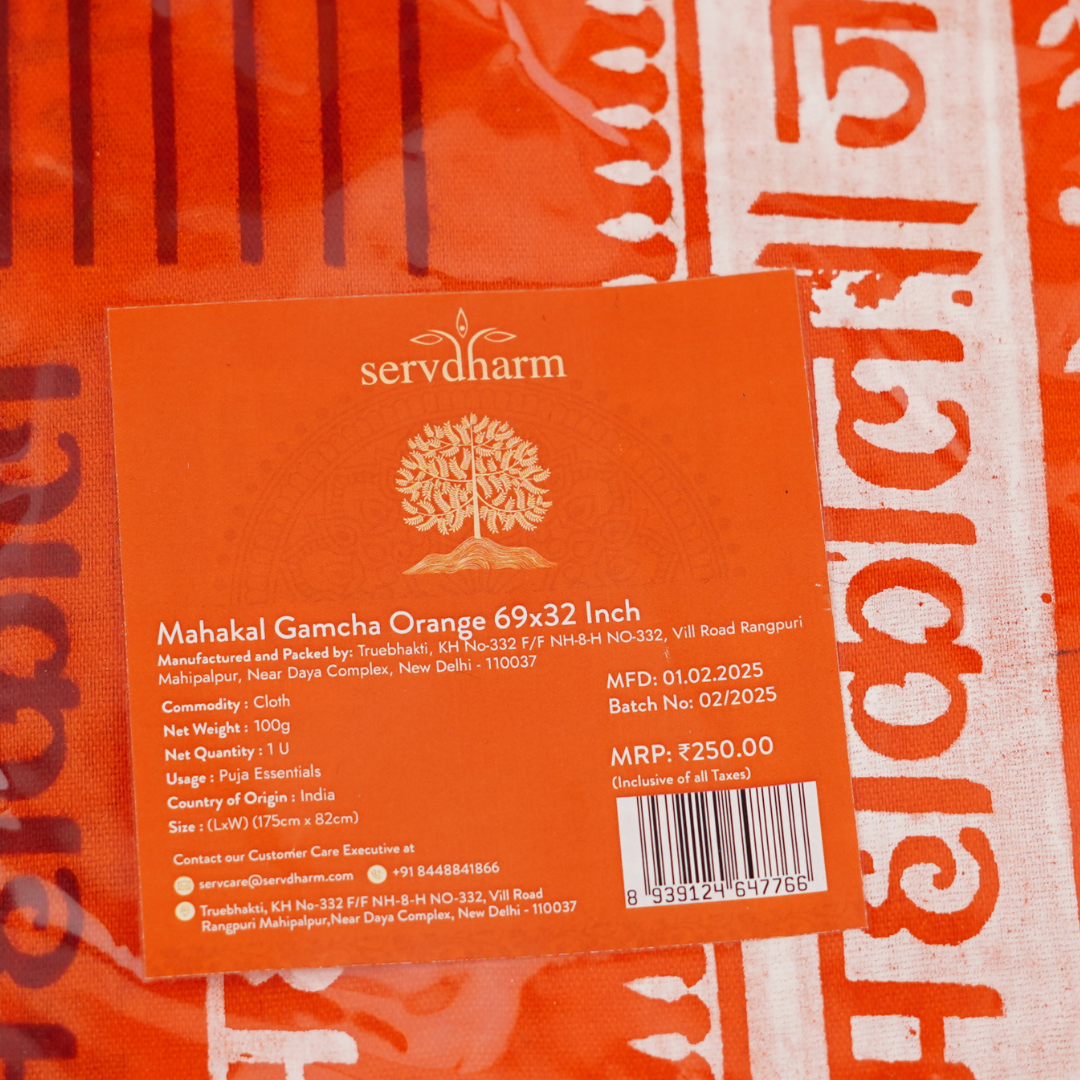 servdharm
Mahakal Gamcha Orange 69x32 Inch
Manufactured and Packed by: Truebhakti, KH No-332 F/F NH-8-H NO-332, Vill Road Rangpuri
Mahipalpur, Near Daya Complex, New Delhi - 110037
Commodity : Cloth
Net Weight : 100g
Net Quantity : 1 U
Usage : Puja Essentials
Country of Origin : India
Size : (LxW) (175cm x 82cm)
MFD: 01.02.2025
Batch No: 02/2025
MRP: ₹250.00
(Inclusive of all Taxes)
8 939124 647766
Contact our Customer Care Executive at
servcare@servdharm.com +91 8448841866
Truebhakti, KH No-332 F/F NH-8-H NO-332, Vill Road
Rangpuri Mahipalpur,Near Daya Complex, New Delhi - 110037
महाकाल